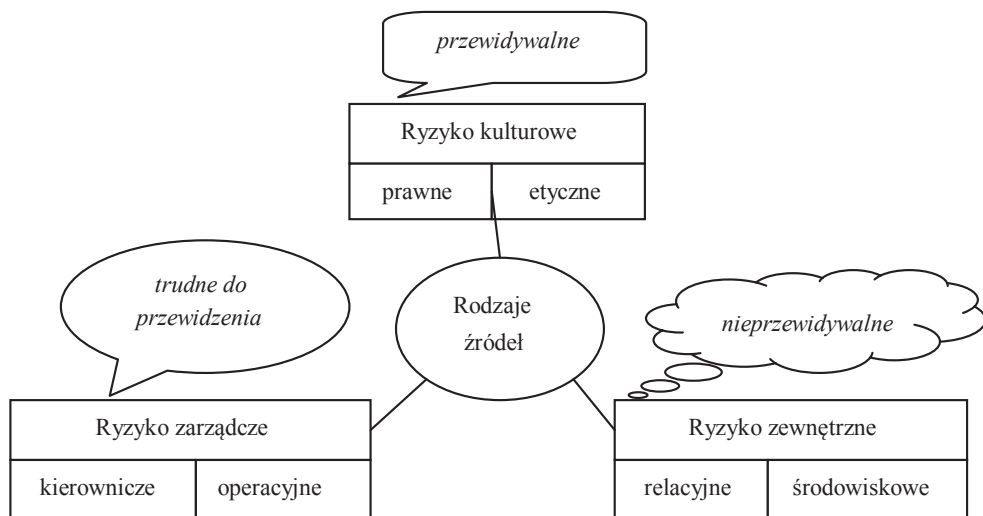 przewidywalne
Ryzyko kulturowe
prawne
etyczne
trudne do
przewidzenia
Rodzaje
źródeł
nieprzewidywalne
Ryzyko zarządcze
kierownicze
operacyjne
Ryzyko zewnętrzne
relacyjne
środowiskowe